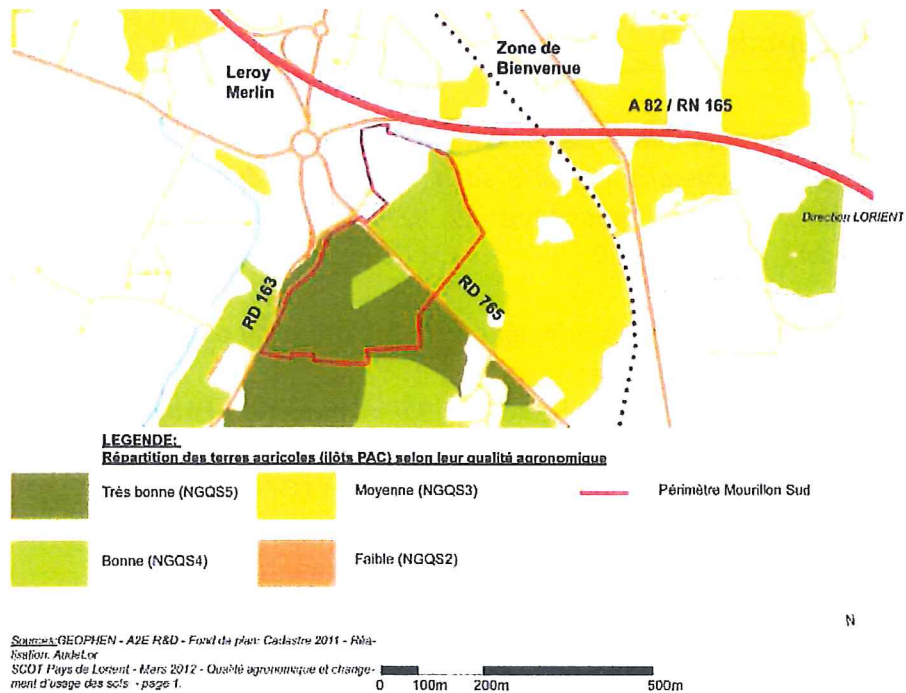 Leroy
Merlin
Zone de
Bienvenue
A 82 / RN 165
Direction LORIENT
RD 163
RD 765
LEGENDE:
Répartition des terres agricoles (ilôts PAC) selon leur qualité agronomique
Très bonne (NGQS5)
Moyenne (NGQS3)
Périmètre Mourillon Sud
Bonne (NGQS4)
Faible (NGQS2)
N
Sources: GEOPHEN - A2E R&D - Fond de plan: Cadastre 2011 - Réa-
lisation. AudeLor
SCOT Pays de Lorient - Mars 2012 - Qualité agronomique et change-
ment d'usage des sols - page 1.
0 100m 200m 500m